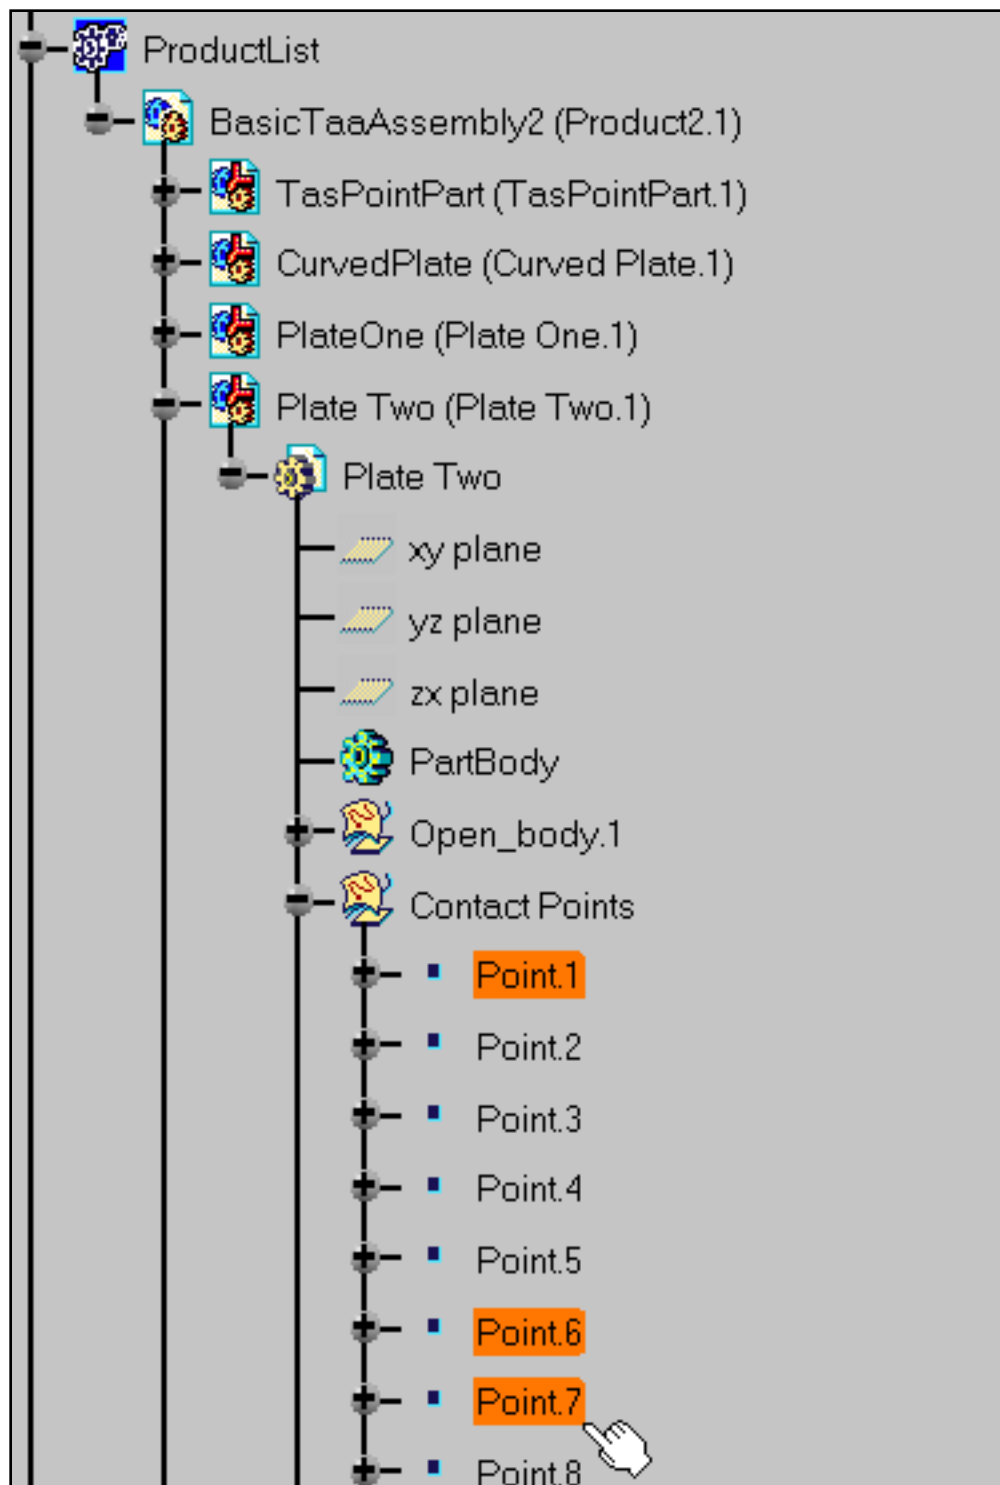 ProductList
BasicTaaAssembly2 (Product2.1)
TasPointPart (TasPointPart.1)
CurvedPlate (Curved Plate.1)
PlateOne (Plate One.1)
Plate Two (Plate Two.1)
Plate Two
xy plane
yz plane
zx plane
PartBody
Open_body.1
Contact Points
Point.1
Point.2
Point.3
Point.4
Point.5
Point.6
Point.7
Point.8